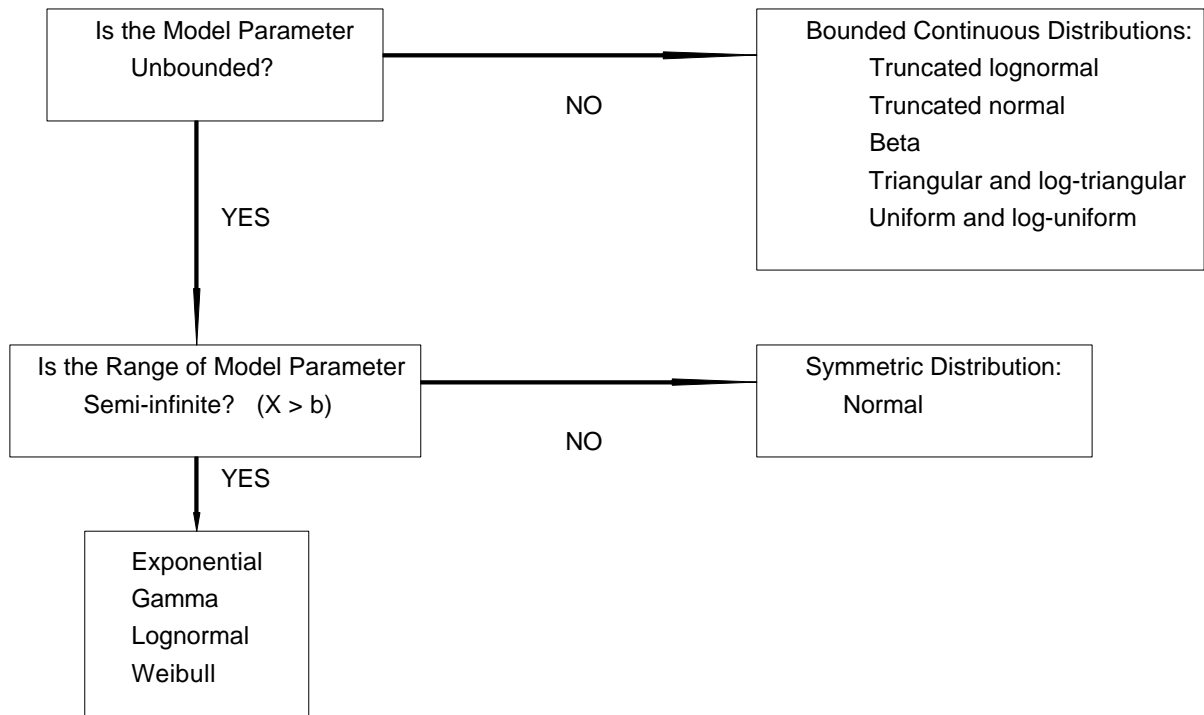 Is the Model Parameter
Unbounded?
NO
Bounded Continuous Distributions:
Truncated lognormal
Truncated normal
Beta
Triangular and log-triangular
Uniform and log-uniform
YES
Is the Range of Model Parameter
Semi-infinite? (X > b)
NO
Symmetric Distribution:
Normal
YES
Exponential
Gamma
Lognormal
Weibull